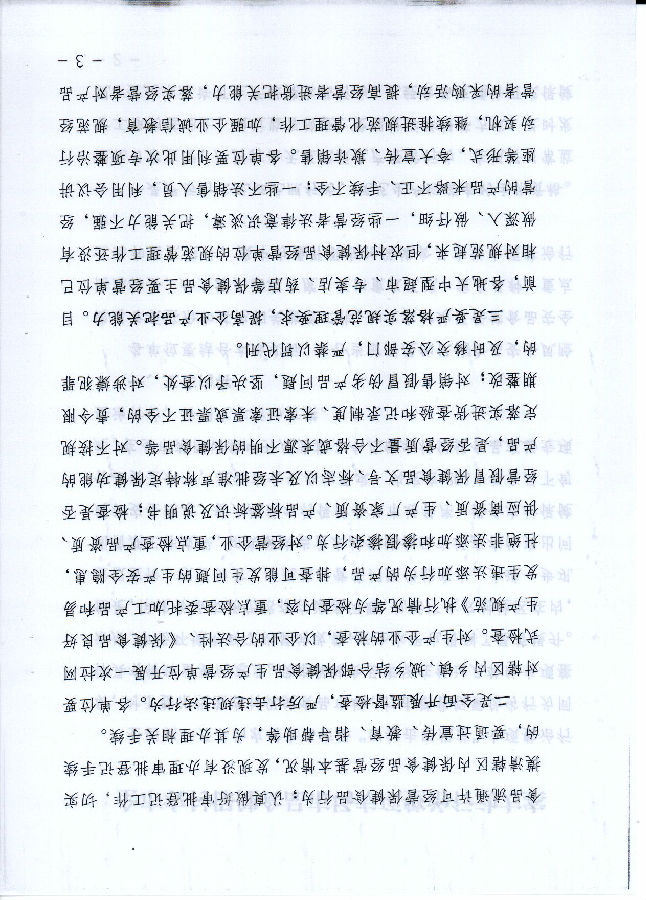 食品流通许可经营保健食品行为；认真做好审批登记工作，切实
摸清辖区内保健食品经营基本情况，发现没有办理审批登记手续
的，要通过宣传、教育、指导帮助等，为其办理相关手续。
二是全面开展监督检查，严厉打击违规违法行为。各单位要
对辖区内乡镇、城乡结合部保健食品生产经营单位开展一次拉网
式检查。对生产企业的检查，以企业的合法性、《保健食品良好
生产规范》执行情况等为检查内容，重点检查委托加工产品和易
发生违法添加行为的产品，排查可能发生问题的生产安全隐患，
杜绝非法添加和掺假掺杂行为。对经营企业，重点检查产品资质、
供应商资质、生产厂家资质、产品标签标识及说明书；检查是否
经营假冒保健食品文号、标志以及未经批准声称特定保健功能的
产品，是否经营质量不合格或来源不明的保健食品等。对不按规
定落实进货查验和记录制度、未索证索票或票证不全的，责令限
期整改；对销售假冒伪劣产品问题，坚决予以查处，对涉嫌犯罪
的，及时移交公安部门，严禁以罚代刑。
三是要严格落实规范管理要求，提高企业产品把关能力。目
前，各地大中型超市、专卖店、药店等保健食品主要经营单位已
相对规范起来，但农村保健食品经营单位的规范管理工作还没有
做深入、做仔细，一些经营者法律意识淡薄，把关能力不强，经
营的产品来路不正、手续不全；一些不法销售人员，利用会议讲
座等形式，夸大宣传、欺诈销售。各单位要利用此次专项整治行
动契机，继续推进规范化管理工作，加强企业诚信教育，规范经
营者的采购活动，提高经营者进货把关能力，落实经营者对产品
- 3 -